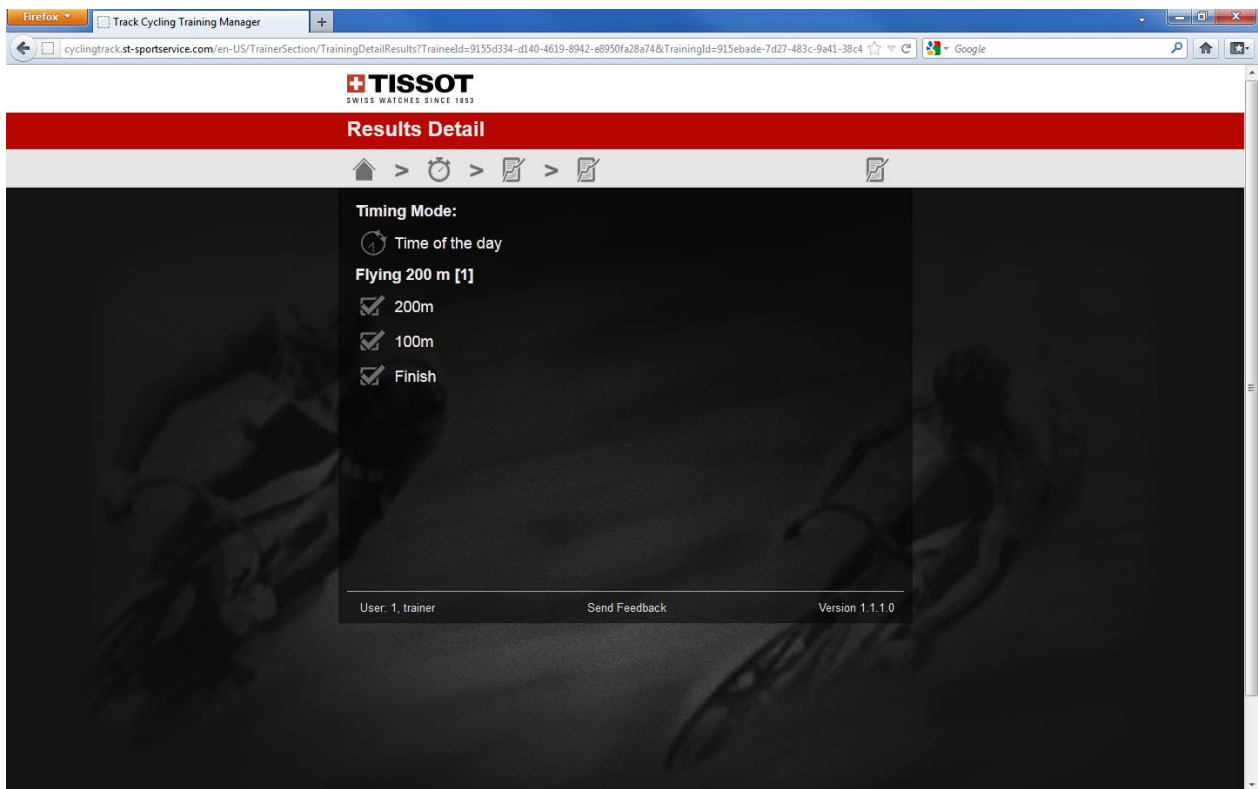 Firefox
Track Cycling Training Manager
+
cyclingtrack.st-sportservice.com/en-US/TrainerSection/TrainingDetailResults?TraineeId=9155d334-d140-4619-8942-e8950fa28a74&TrainingId=915ebade-7d27-483c-9a41-38c4
Google
TISSOT
SWISS WATCHES SINCE 1853
Results Detail
> > >
Timing Mode:
1 Time of the day
Flying 200 m [1]
200m
100m
Finish
User: 1, trainer Send Feedback Version 1.1.1.0